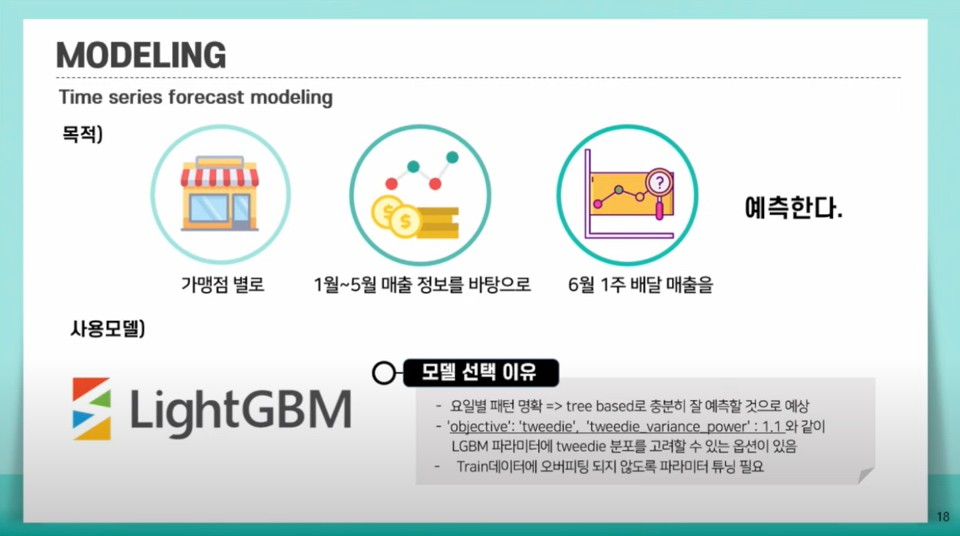 MODELING
Time series forecast modeling
목적)
?
$
$
예측한다.
가맹점 별로
1월~5월 매출 정보를 바탕으로
6월 1주 배달 매출을
사용모델)
LightGBM
모델 선택 이유
- 요일별 패턴 명확 => tree based로 충분히 잘 예측할 것으로 예상
- 'objective': 'tweedie', 'tweedie_variance_power' : 1.1 와 같이
LGBM 파라미터에 tweedie 분포를 고려할 수 있는 옵션이 있음
- Train데이터에 오버피팅 되지 않도록 파라미터 튜닝 필요
18